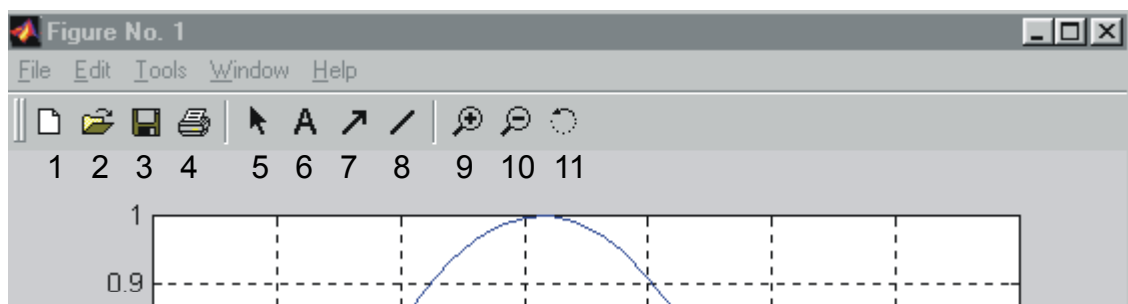 Figure No. 1
File Edit Tools Window Help
A
1 2 3 4 5 6 7 8 9 10 11
1
0.9